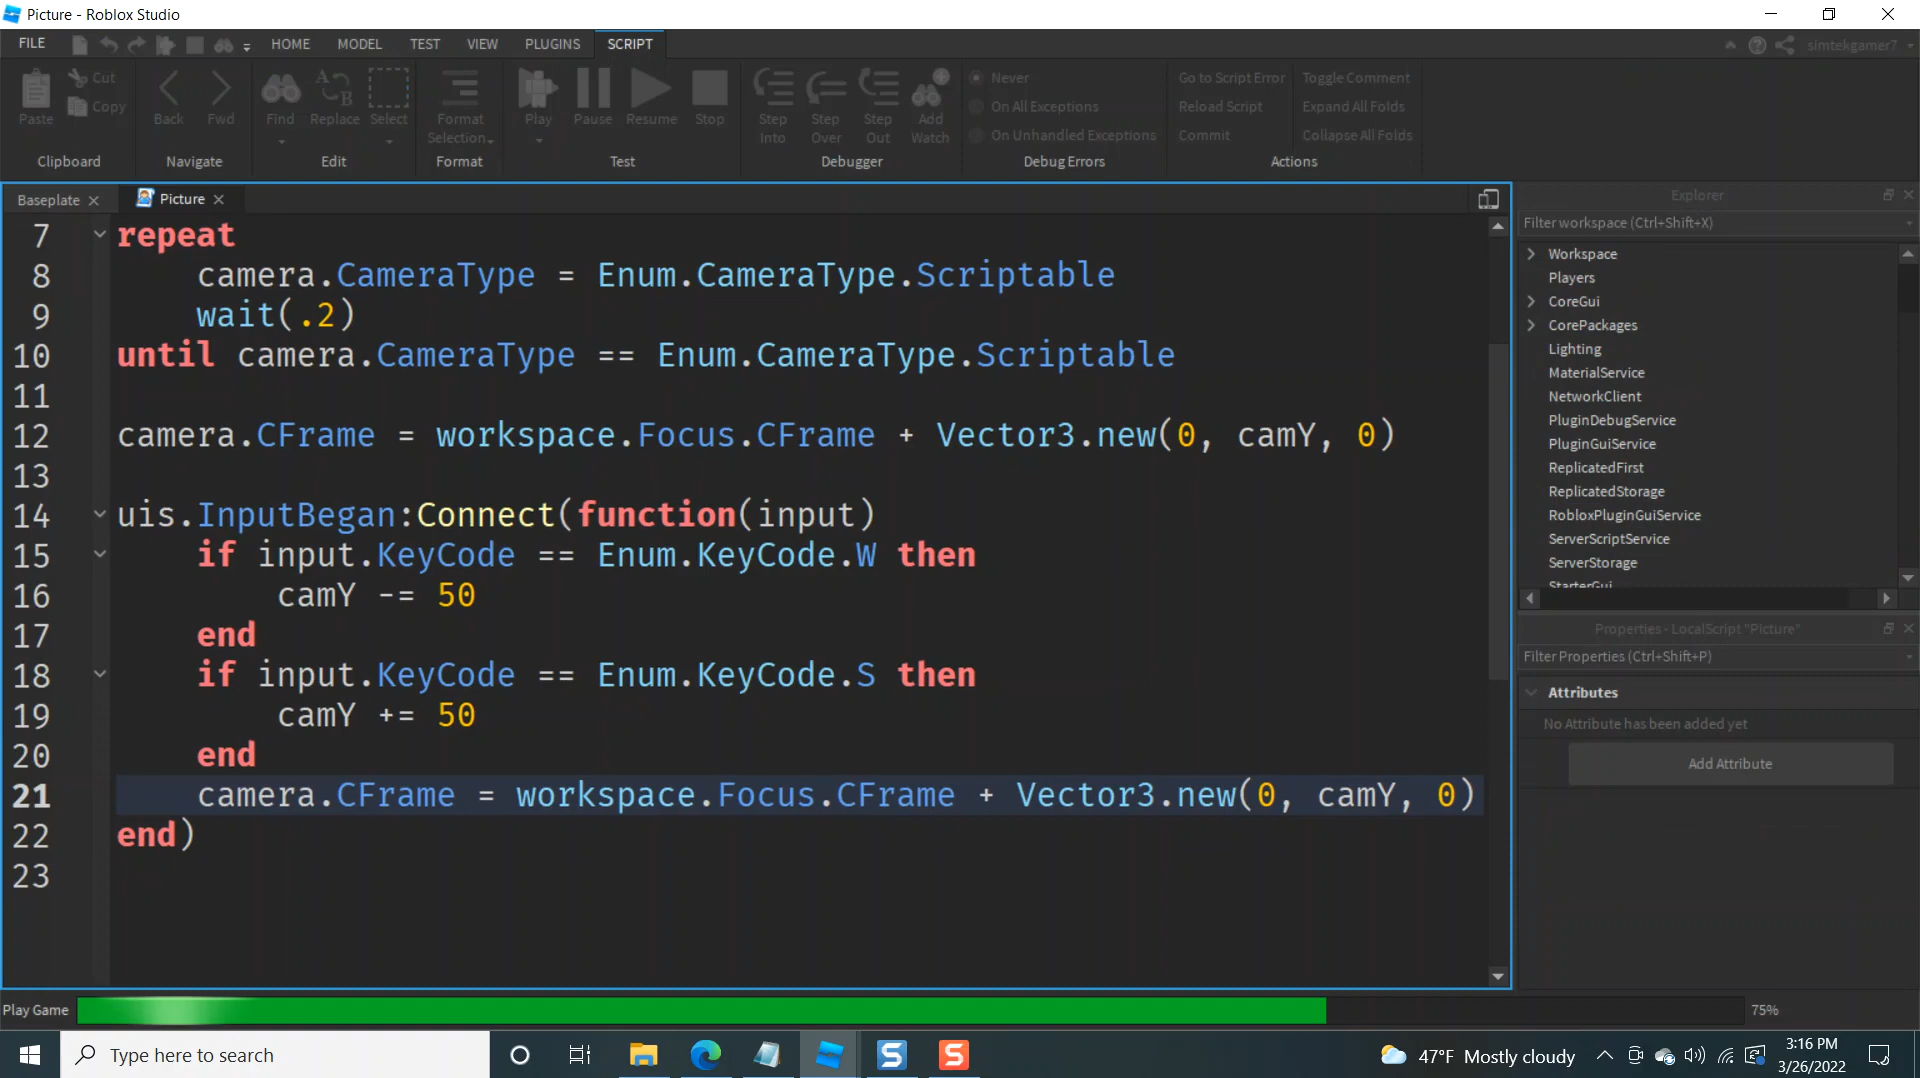 Picture - Roblox Studio
FILE HOME MODEL TEST VIEW PLUGINS SCRIPT simtekgamer7
Paste Cut Copy Back Fwd Find Replace Select Format Selection Play Pause Resume Stop Step Into Step Over Step Out Add Watch
Never
On All Exceptions
On Unhandled Exceptions
Go to Script Error Toggle Comment
Reload Script Expand All Folds
Commit Collapse All Folds
Clipboard Navigate Edit Format Test Debugger Debug Errors Actions
Baseplate Picture
7 repeat
8 camera.CameraType = Enum.CameraType.Scriptable
9 wait(.2)
10 until camera.CameraType == Enum.CameraType.Scriptable
11
12 camera.CFrame = workspace.Focus.CFrame + Vector3.new(0, camY, 0)
13
14 uis.InputBegan:Connect(function(input)
15 if input.KeyCode == Enum.KeyCode.W then
16 camY -= 50
17 end
18 if input.KeyCode == Enum.KeyCode.S then
19 camY += 50
20 end
21 camera.CFrame = workspace.Focus.CFrame + Vector3.new(0, camY, 0)
22 end)
23
Explorer
Filter workspace (Ctrl+Shift+X)
Workspace
Players
CoreGui
CorePackages
Lighting
MaterialService
NetworkClient
PluginDebugService
PluginGuiService
ReplicatedFirst
ReplicatedStorage
RobloxPluginGuiService
ServerScriptService
ServerStorage
StarterGui
Properties - LocalScript "Picture"
Filter Properties (Ctrl+Shift+P)
Attributes
No Attribute has been added yet
Add Attribute
Play Game 75%
Type here to search
47°F Mostly cloudy
3:16 PM
3/26/2022